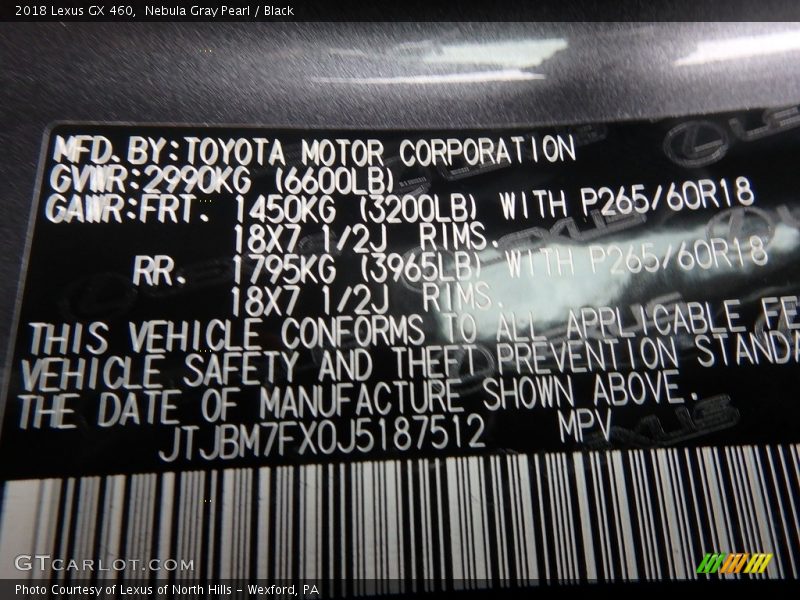 2018 Lexus GX 460, Nebula Gray Pearl / Black
MFD.BY:TOYOTA MOTOR CORPORATION
GVWR:2990KG (6600LB)
GAWR:FRT. 1450KG (3200LB) WITH P265/60R18
18X7 1/2J RIMS.
RR. 1795KG (3965LB) WITH P265/60R18
18X7 1/2J RIMS.
THIS VEHICLE CONFORMS TO ALL APPLICABLE FE
VEHICLE SAFETY AND THEFT PREVENTION STANDA
THE DATE OF MANUFACTURE SHOWN ABOVE.
JTJBM7FX0J5187512 MPV
GTCARLOT.COM
Photo Courtesy of Lexus of North Hills - Wexford, PA